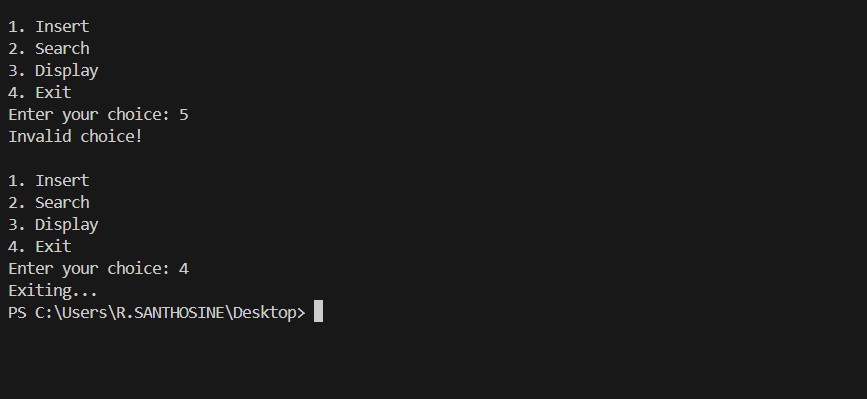 1. Insert
2. Search
3. Display
4. Exit
Enter your choice: 5
Invalid choice!
1. Insert
2. Search
3. Display
4. Exit
Enter your choice: 4
Exiting...
PS C:\Users\R.SANTHOSINE\Desktop>